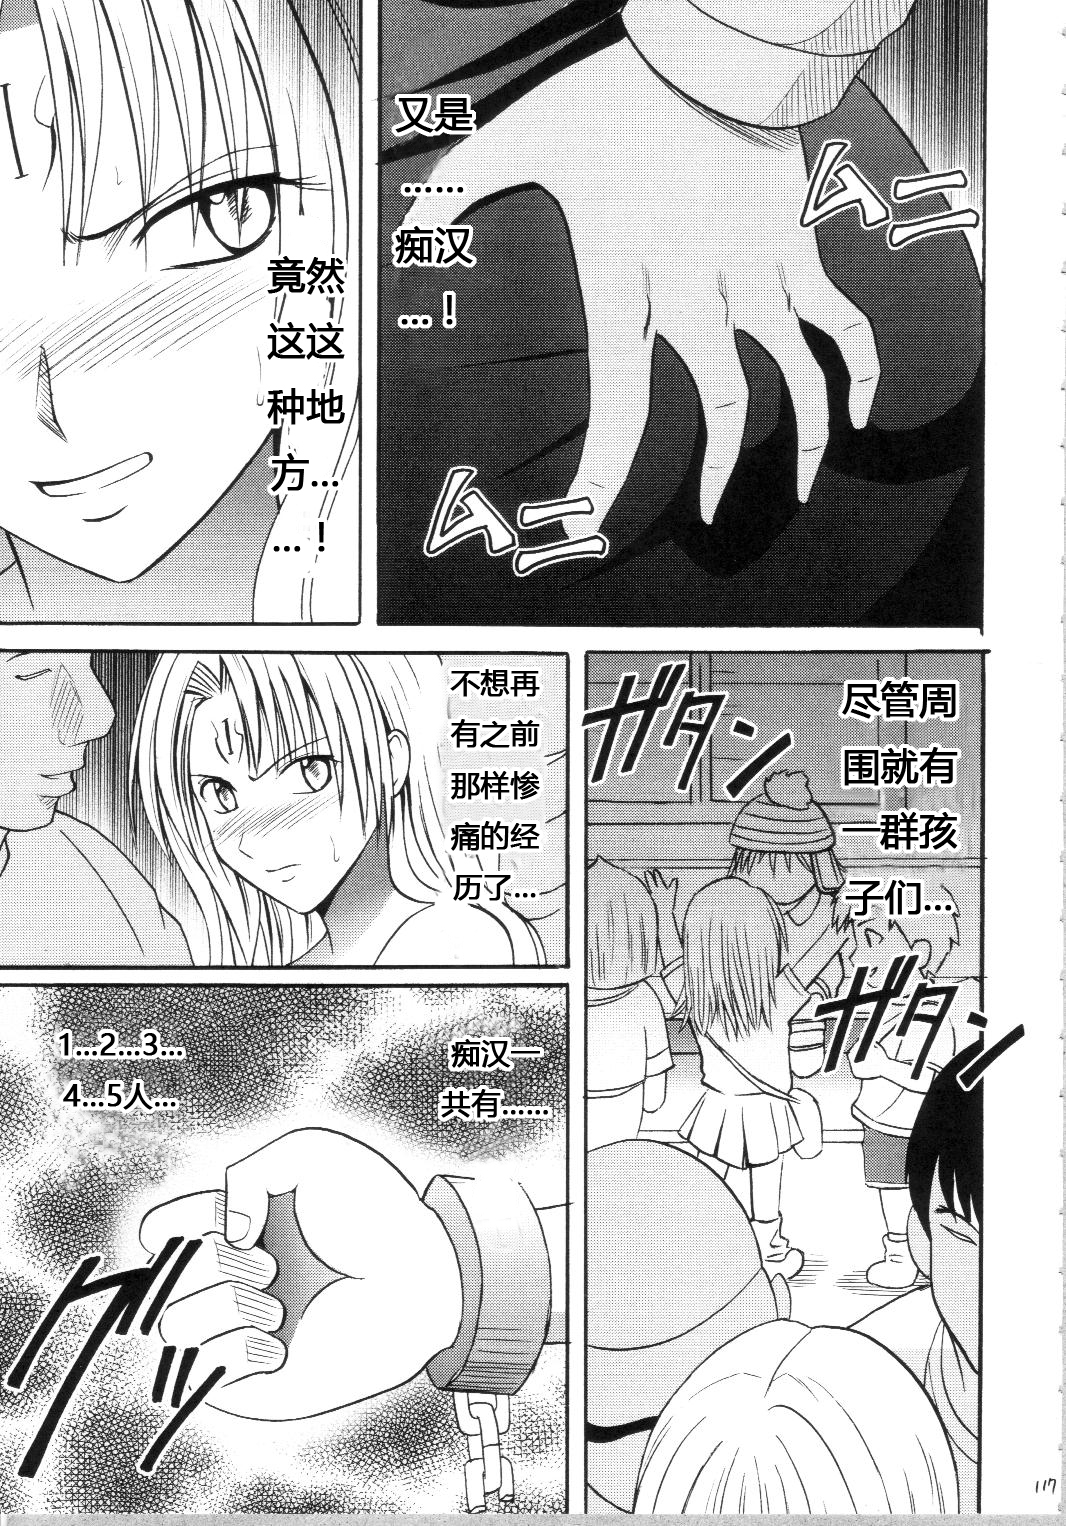 又是
……
痴汉
…！
ムニ
ムニ
竟然
这这
种地
方…
…！
尽管周
围就有
一群孩
子们…
ガタン
ガタン
不想再
有之前
那样惨
痛的经
历了…
痴汉一
共有……
1…2…3…
4…5人…
グッ
117